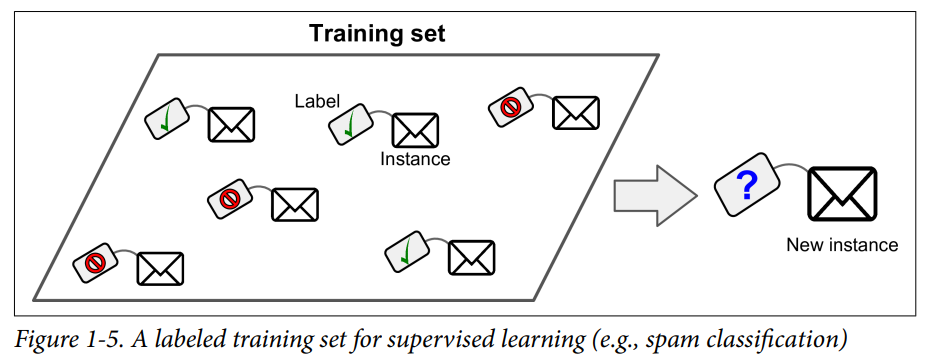 Training set
Label
Instance
?
New instance
Figure 1-5. A labeled training set for supervised learning (e.g., spam classification)